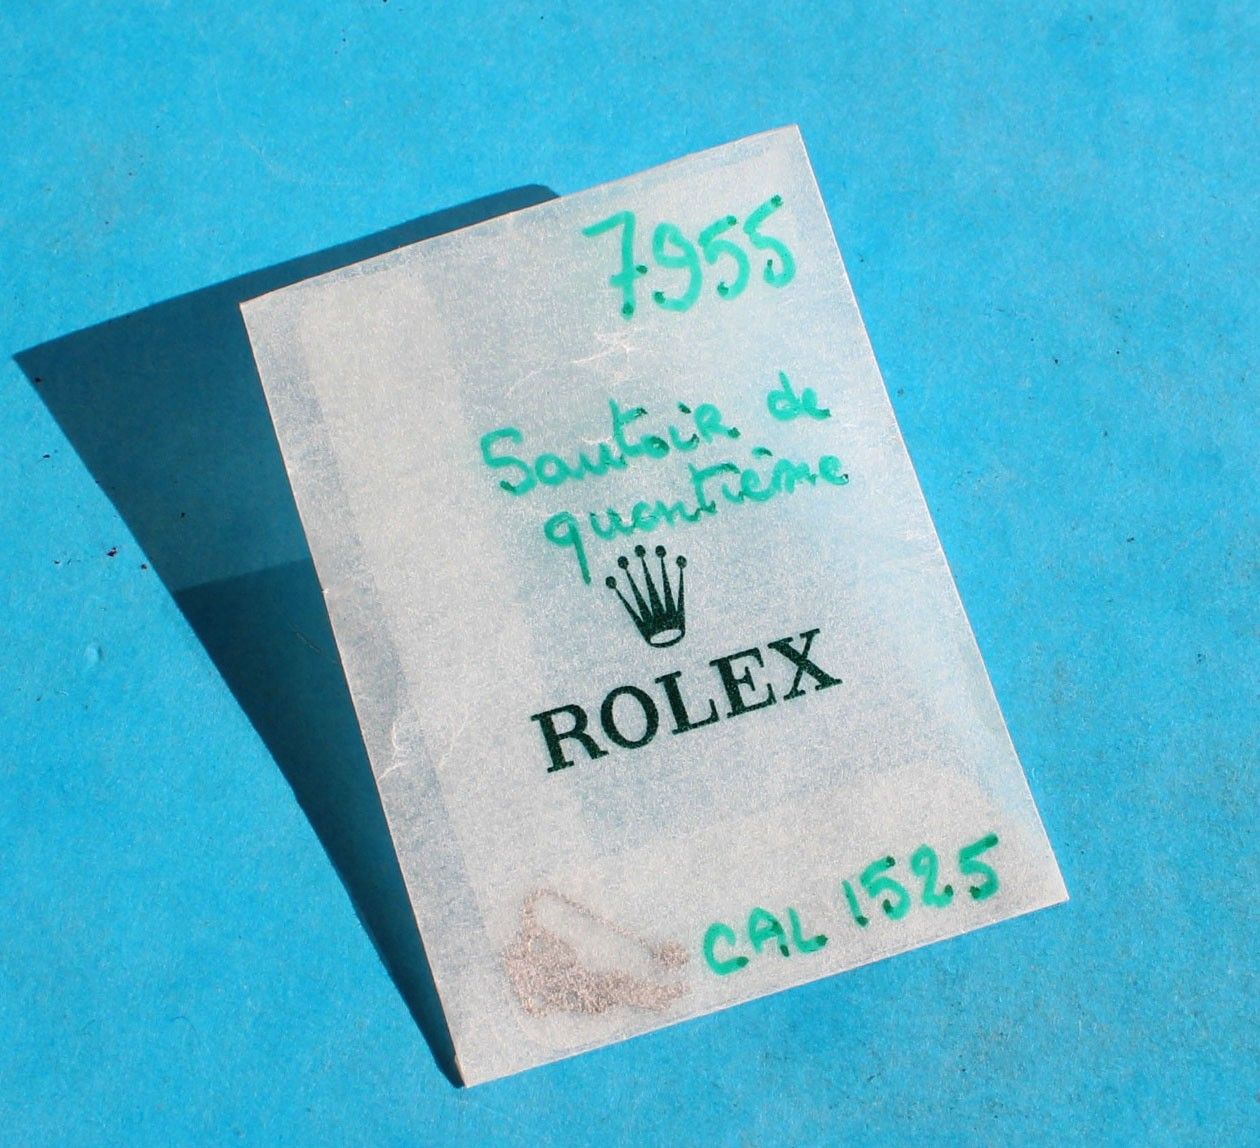 7955
Sautoir de
quantième
ROLEX
CAL 1525